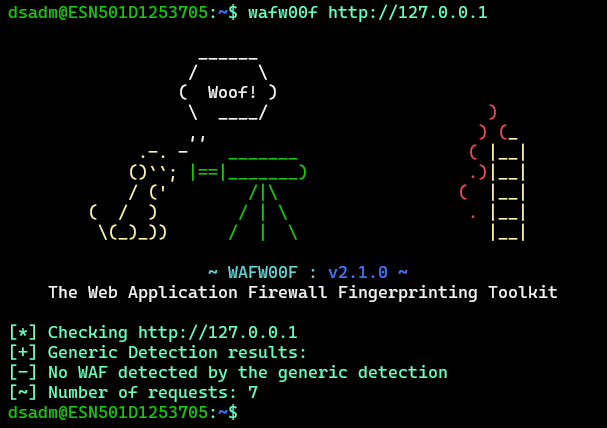 dsadm@ESN501D1253705:~$ wafw00f http://127.0.0.1
Woof!
~ WAFW00F : v2.1.0 ~
The Web Application Firewall Fingerprinting Toolkit
[*] Checking http://127.0.0.1
[+] Generic Detection results:
[-] No WAF detected by the generic detection
[~] Number of requests: 7
dsadm@ESN501D1253705:~$